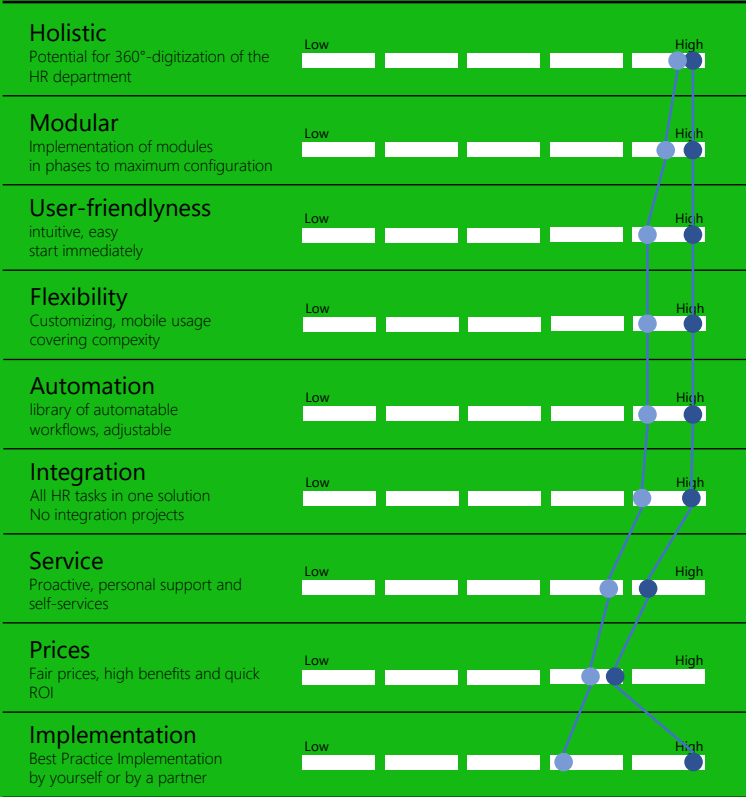 Holistic
Potential for 360°-digitization of the
HR department
Low
High
Modular
Implementation of modules
in phases to maximum configuration
Low
High
User-friendlyness
intuitive, easy
start immediately
Low
High
Flexibility
Customizing, mobile usage
covering compexity
Low
High
Automation
library of automatable
workflows, adjustable
Low
High
Integration
All HR tasks in one solution
No integration projects
Low
High
Service
Proactive, personal support and
self-services
Low
High
Prices
Fair prices, high benefits and quick
ROI
Low
High
Implementation
Best Practice Implementation
by yourself or by a partner
Low
High